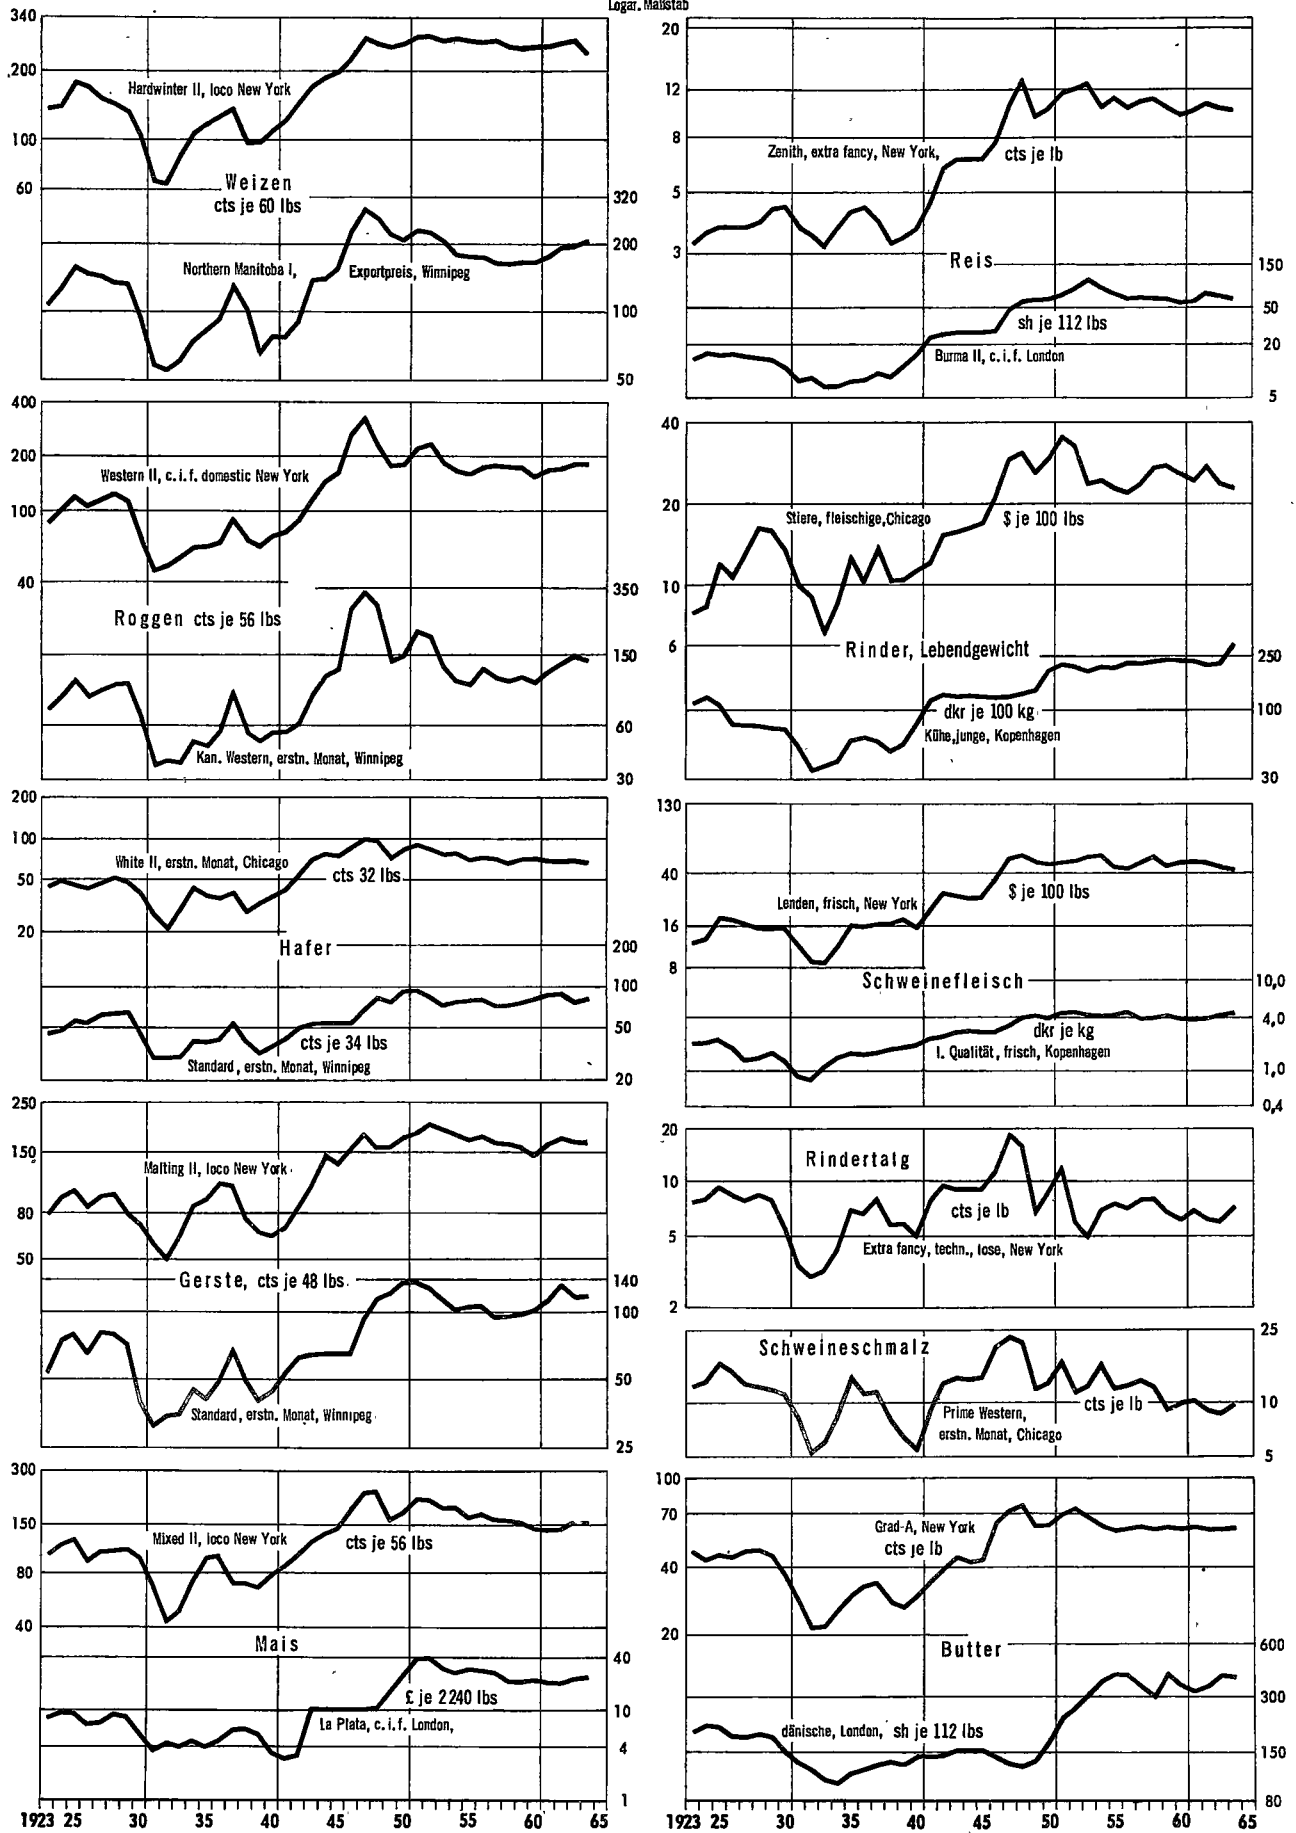 Logar. Maßstab
340
200
100
60
Hardwinter II, loco New York
Weizen
cts je 60 lbs
320
200
100
50
Northern Manitoba I, Exportpreis, Winnipeg
400
200
100
40
Western II, c.i.f. domestic New York
Roggen cts je 56 lbs
350
150
60
30
Kan. Western, erstn. Monat, Winnipeg
200
100
50
20
White II, erstn. Monat, Chicago
cts 32 lbs
Hafer
200
100
50
20
cts je 34 lbs
Standard, erstn. Monat, Winnipeg
250
150
80
50
Malting II, loco New York
Gerste, cts je 48 lbs.
140
100
50
25
Standard, erstn. Monat, Winnipeg
300
150
80
40
Mixed II, loco New York
cts je 56 lbs
Mais
40
10
4
1
£ je 2240 lbs
La Plata, c.i.f. London,
1923 25 30 35 40 45 50 55 60 65
20
12
8
5
3
Zenith, extra fancy, New York,
cts je lb
Reis
150
50
20
5
sh je 112 lbs
Burma II, c.i.f. London
40
20
10
6
Stiere, fleischige, Chicago
$ je 100 lbs
Rinder, Lebendgewicht
250
100
30
dkr je 100 kg
Kühe, junge, Kopenhagen
130
40
16
8
Lenden, frisch, New York
$ je 100 lbs
Schweinefleisch
10,0
4,0
1,0
0,4
dkr je kg
I. Qualität, frisch, Kopenhagen
20
10
5
2
Rindertalg
cts je lb
Extra fancy, techn., lose, New York
25
10
5
Schweineschmalz
cts je lb
Prime Western,
erstn. Monat, Chicago
100
70
40
20
Grad-A, New York
cts je lb
Butter
600
300
150
80
dänische, London, sh je 112 lbs
1923 25 30 35 40 45 50 55 60 65